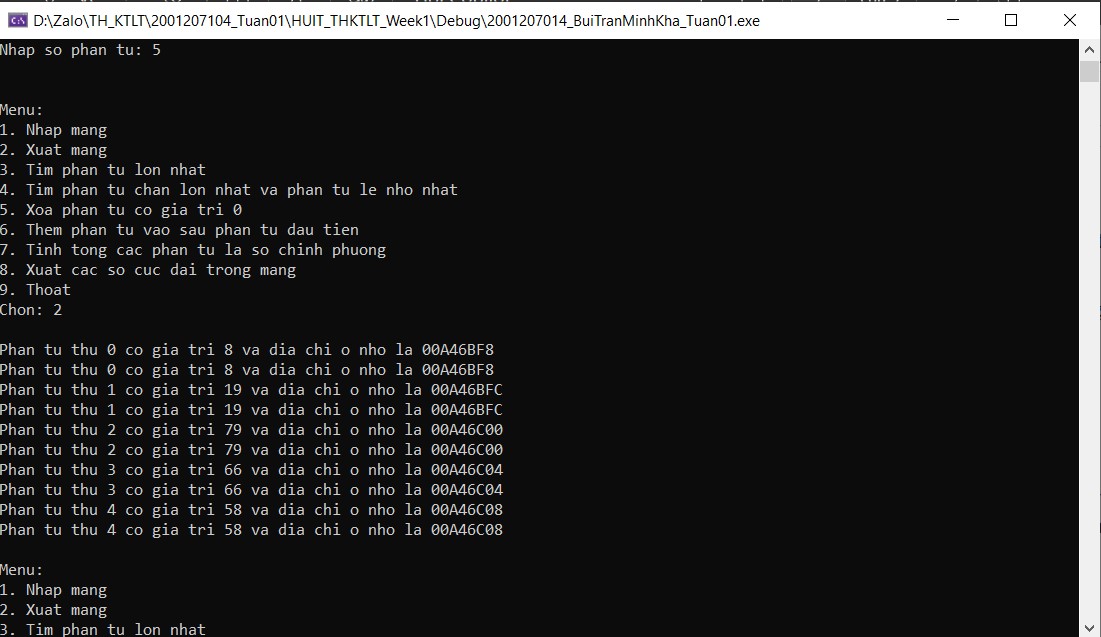 D:\Zalo\TH_KTLT\2001207104_Tuan01\HUIT_THKTLT_Week1\Debug\2001207014_BuiTranMinhKha_Tuan01.exe
Nhap so phan tu: 5
Menu:
1. Nhap mang
2. Xuat mang
3. Tim phan tu lon nhat
4. Tim phan tu chan lon nhat va phan tu le nho nhat
5. Xoa phan tu co gia tri 0
6. Them phan tu vao sau phan tu dau tien
7. Tinh tong cac phan tu la so chinh phuong
8. Xuat cac so cuc dai trong mang
9. Thoat
Chon: 2
Phan tu thu 0 co gia tri 8 va dia chi o nho la 00A46BF8
Phan tu thu 0 co gia tri 8 va dia chi o nho la 00A46BF8
Phan tu thu 1 co gia tri 19 va dia chi o nho la 00A46BFC
Phan tu thu 1 co gia tri 19 va dia chi o nho la 00A46BFC
Phan tu thu 2 co gia tri 79 va dia chi o nho la 00A46C00
Phan tu thu 2 co gia tri 79 va dia chi o nho la 00A46C00
Phan tu thu 3 co gia tri 66 va dia chi o nho la 00A46C04
Phan tu thu 3 co gia tri 66 va dia chi o nho la 00A46C04
Phan tu thu 4 co gia tri 58 va dia chi o nho la 00A46C08
Phan tu thu 4 co gia tri 58 va dia chi o nho la 00A46C08
Menu:
1. Nhap mang
2. Xuat mang
3. Tim phan tu lon nhat